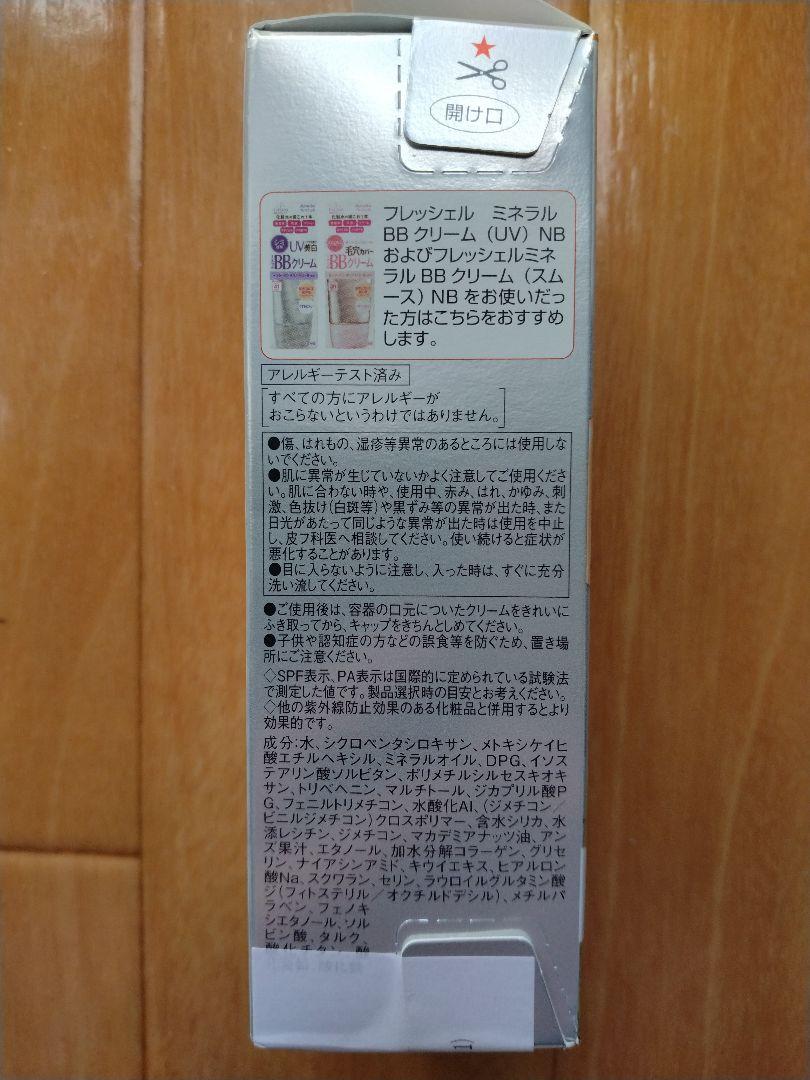 開け口
UV美白
BBクリーム
毛穴カバー
BBクリーム
フレッシェル ミネラル
BBクリーム（UV）NB
およびフレッシェルミネ
ラルBBクリーム（スム
ース）NBをお使いだっ
た方はこちらをおすすめ
します。
アレルギーテスト済み
すべての方にアレルギーが
おこらないというわけではありません。
●傷、はれもの、湿疹等異常のあるところには使用しな
いでください。
●肌に異常が生じていないかよく注意してご使用くださ
い。肌に合わない時や、使用中、赤み、はれ、かゆみ、刺
激、色抜け(白斑等)や黒ずみ等の異常が出た時、また
日光があたって同じような異常が出た時は使用を中止
し、皮フ科医へ相談してください。使い続けると症状が
悪化することがあります。
●目に入らないように注意し、入った時は、すぐに充分
洗い流してください。
●ご使用後は、容器の口元についたクリームをきれいに
ふき取ってから、キャップをきちんとしめてください。
●子供や認知症の方などの誤食等を防ぐため、置き場
所にご注意ください。
◇SPF表示、PA表示は国際的に定められている試験法
で測定した値です。製品選択時の目安とお考えください。
◇他の紫外線防止効果のある化粧品と併用するとより
効果的です。
成分:水、シクロペンタシロキサン、メトキシケイヒ
酸エチルヘキシル、ミネラルオイル、DPG、イソス
テアリン酸ソルビタン、ポリメチルシルセスキオキ
サン、トリベヘニン、マルチトール、ジカプリル酸P
G、フェニルトリメチコン、水酸化Al、(ジメチコン／
ビニルジメチコン)クロスポリマー、含水シリカ、水
添レシチン、ジメチコン、マカデミアナッツ油、アン
ズ果汁、エタノール、加水分解コラーゲン、グリセ
リン、ナイアシンアミド、キウイエキス、ヒアルロン
酸Na、スクワラン、セリン、ラウロイルグルタミン酸
ジ(フィトステリル／オクチルドデシル)、メチルパ
ラベン、フェノキ
シエタノール、ソル
ビン酸、タルク、
酸化チタン、酸